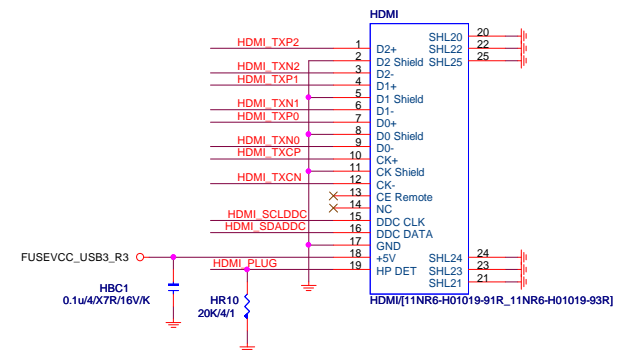 HDMI
HDMI_TXP2 1 D2+ SHL20 20
2 D2 Shield SHL22 22
HDMI_TXN2 3 D2- SHL25 25
HDMI_TXP1 4 D1+
5 D1 Shield
HDMI_TXN1 6 D1-
HDMI_TXP0 7 D0+
8 D0 Shield
HDMI_TXN0 9 D0-
HDMI_TXCP 10 CK+
11 CK Shield
HDMI_TXCN 12 CK-
13 CE Remote
14 NC
HDMI_SCLDDC 15 DDC CLK
HDMI_SDADDC 16 DDC DATA
17 GND
FUSEVCC_USB3_R3 18 +5V SHL24 24
HDMI_PLUG 19 HP DET SHL23 23
SHL21 21
HDMI/[11NR6-H01019-91R_11NR6-H01019-93R]
HBC1
0.1u/4/X7R/16V/K
HR10
20K/4/1